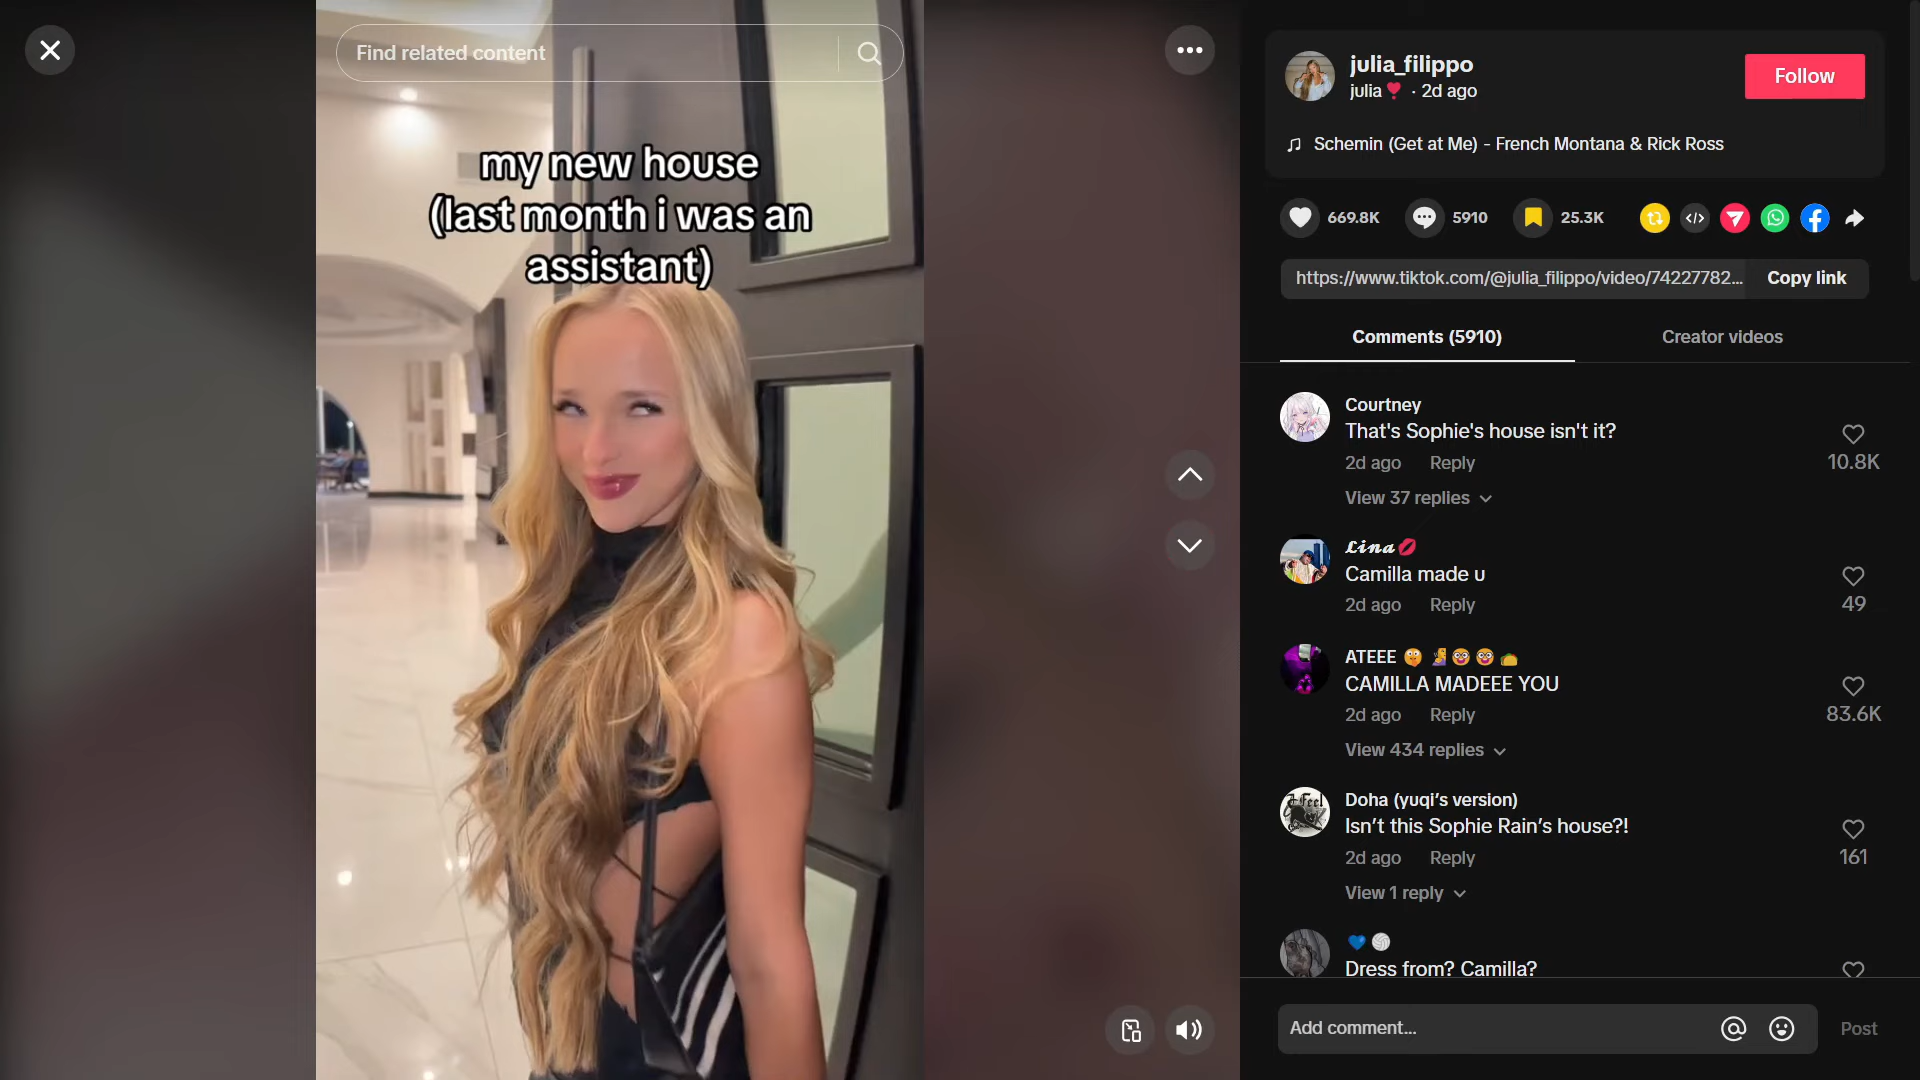 Find related content
my new house
(last month i was an
assistant)
julia_filippo
julia❣️ · 2d ago
Follow
Schemin (Get at Me) - French Montana & Rick Ross
669.8K
5910
25.3K
https://www.tiktok.com/@julia_filippo/video/74227782...
Copy link
Comments (5910)
Creator videos
Courtney
That's Sophie's house isn't it?
2d ago Reply
10.8K
View 37 replies
𝓛𝓲𝓷𝓪💋
Camilla made u
2d ago Reply
49
ATEEE 🫣 🤱 🤡 🤡 🌮
CAMILLA MADEEE YOU
2d ago Reply
83.6K
View 434 replies
Doha (yuqi’s version)
Isn’t this Sophie Rain’s house?!
2d ago Reply
161
View 1 reply
💙 🏐
Dress from? Camilla?
Add comment...
Post